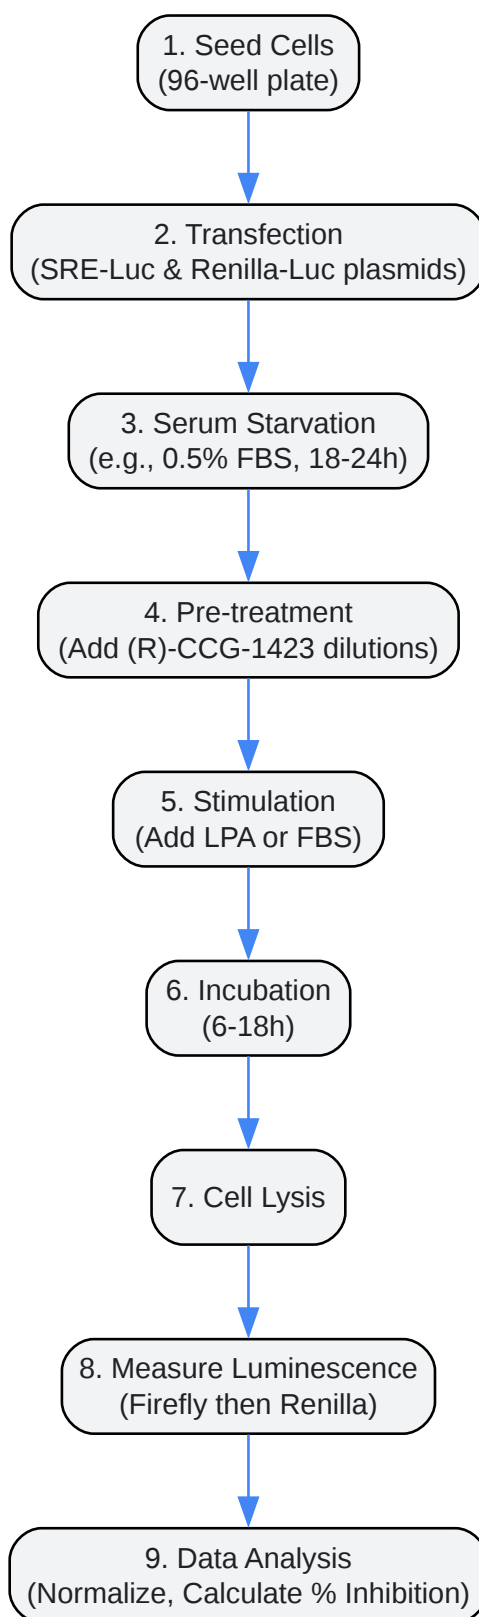 1. Seed Cells
(96-well plate)
2. Transfection
(SRE-Luc & Renilla-Luc plasmids)
3. Serum Starvation
(e.g., 0.5% FBS, 18-24h)
4. Pre-treatment
(Add (R)-CCG-1423 dilutions)
5. Stimulation
(Add LPA or FBS)
6. Incubation
(6-18h)
7. Cell Lysis
8. Measure Luminescence
(Firefly then Renilla)
9. Data Analysis
(Normalize, Calculate % Inhibition)